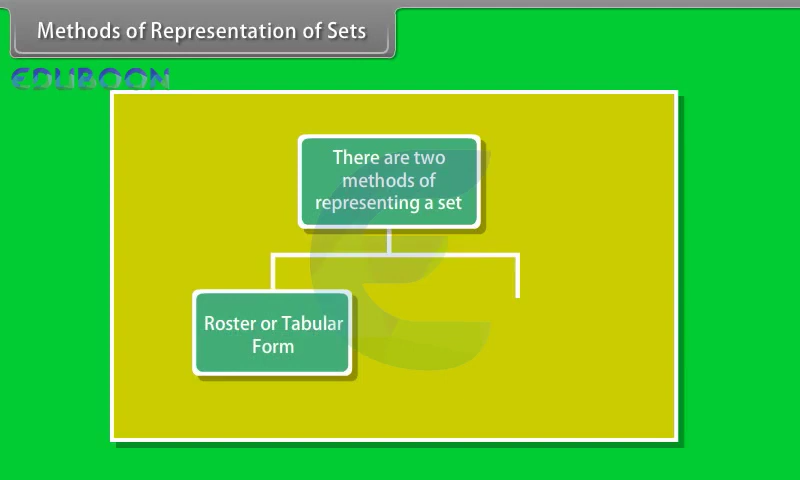 Methods of Representation of Sets
EDUBOON
There are two
methods of
representing a set
Roster or Tabular
Form